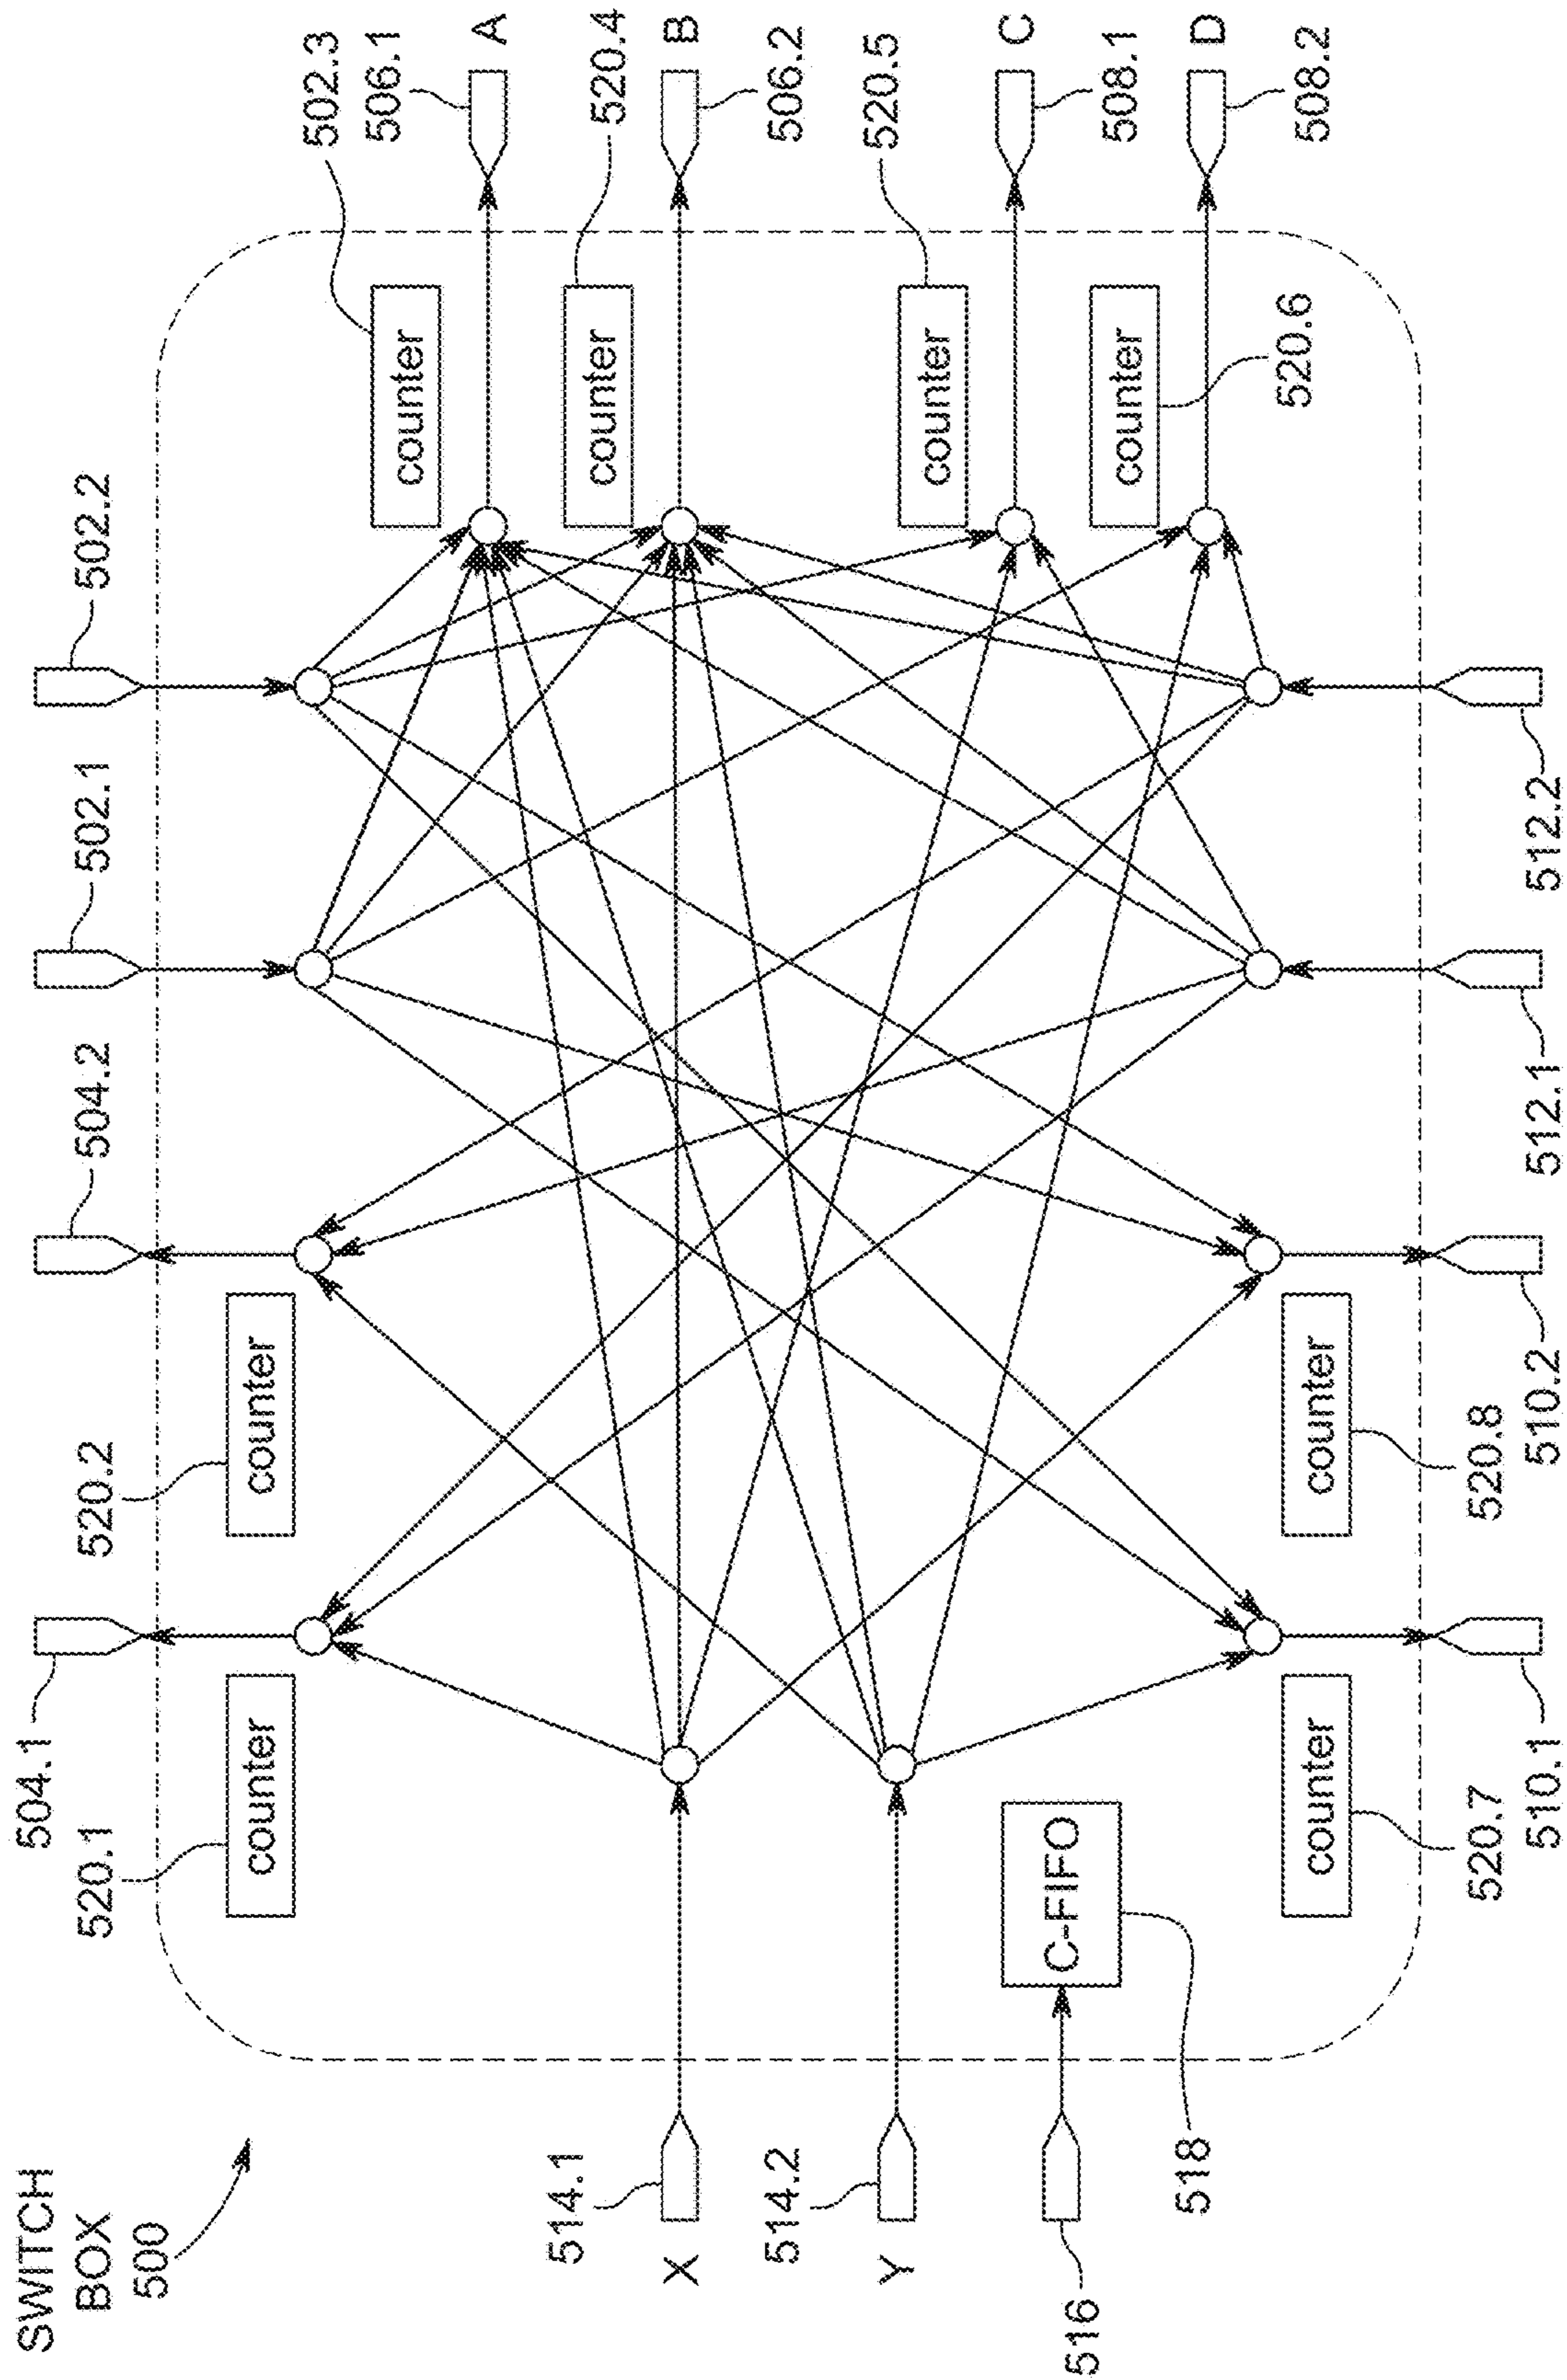 SWITCH
BOX
500
504.1
520.1
520.2
504.2
502.1
502.2
502.3
506.1
A
520.4
B
506.2
520.5
C
508.1
D
508.2
520.6
counter
counter
counter
counter
counter
counter
counter
counter
514.1
X
514.2
Y
516
C-FIFO
518
520.7
510.1
520.8
510.2
512.1
512.2